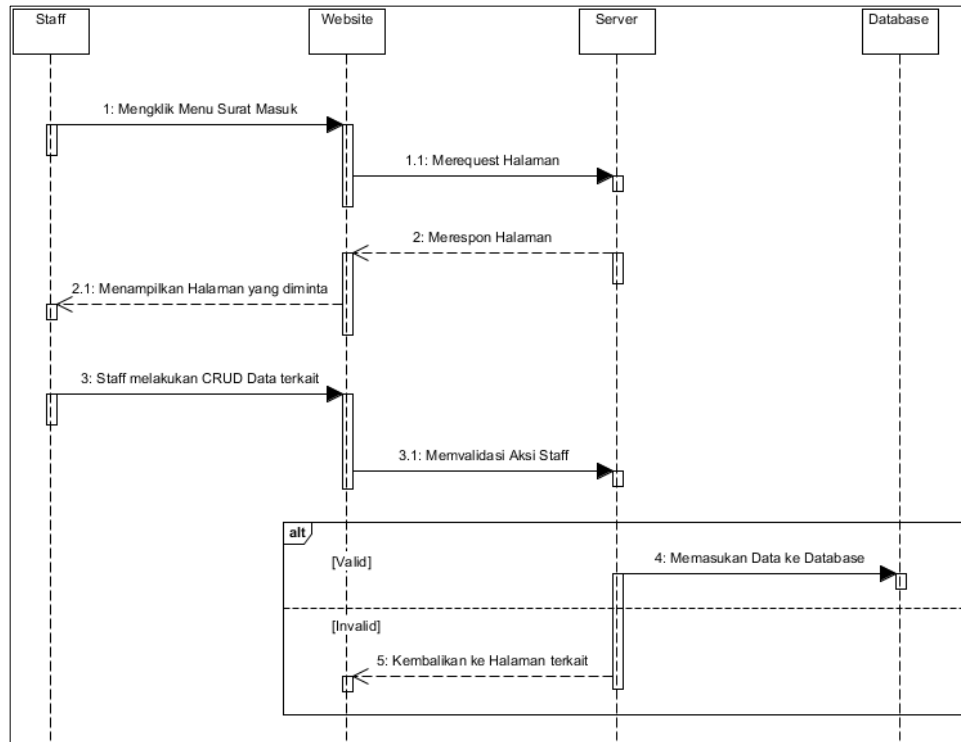 Staff
Website
Server
Database
1: Mengklik Menu Surat Masuk
1.1: Merequest Halaman
2: Merespon Halaman
2.1: Menampilkan Halaman yang diminta
3: Staff melakukan CRUD Data terkait
3.1: Memvalidasi Aksi Staff
alt
[Valid]
4: Memasukan Data ke Database
[Invalid]
5: Kembalikan ke Halaman terkait